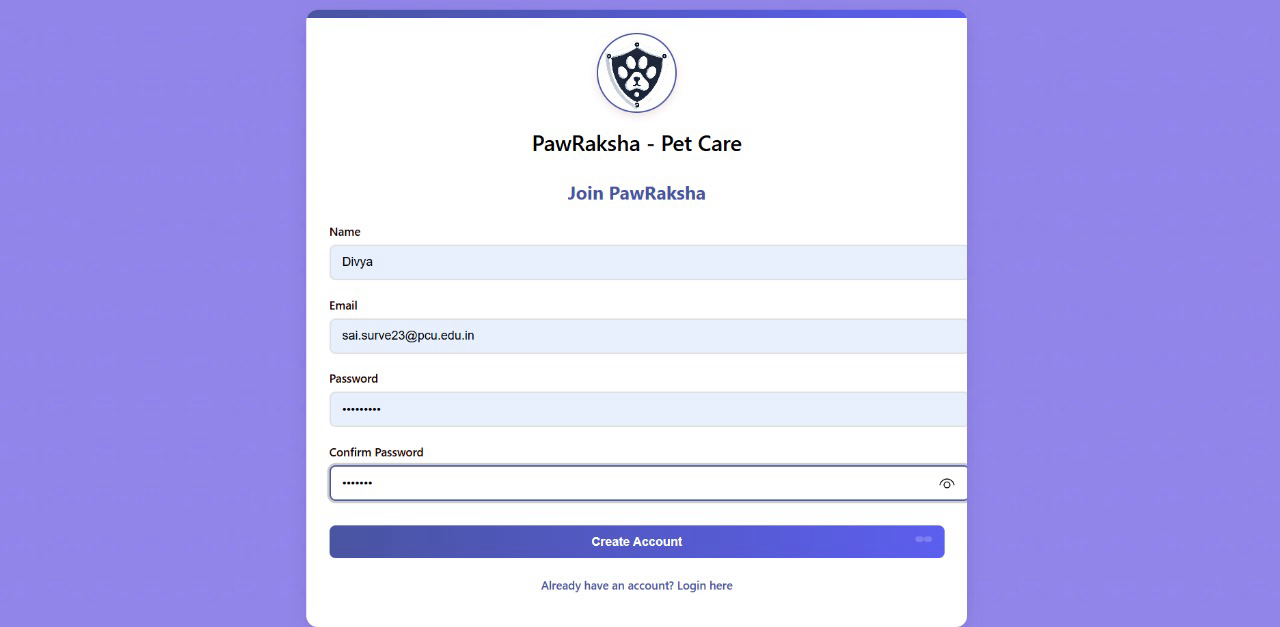 PawRaksha - Pet Care
Join PawRaksha
Name
Divya
Email
sai.surve23@pcu.edu.in
Password
•••••••••
Confirm Password
•••••••
Create Account
Already have an account? Login here